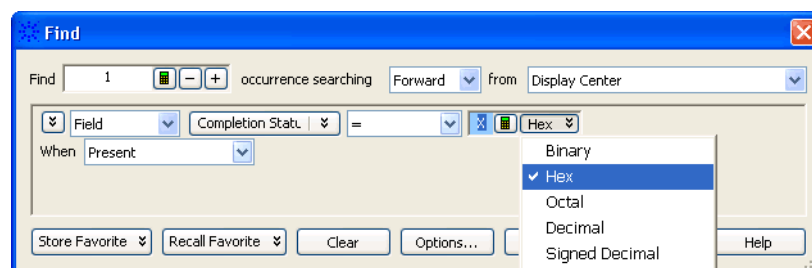 Find
Find 1 − + occurrence searching Forward from Display Center
Field Completion Statu = X Hex
When Present
Binary
✓ Hex
Octal
Decimal
Signed Decimal
Store Favorite Recall Favorite Clear Options... Help